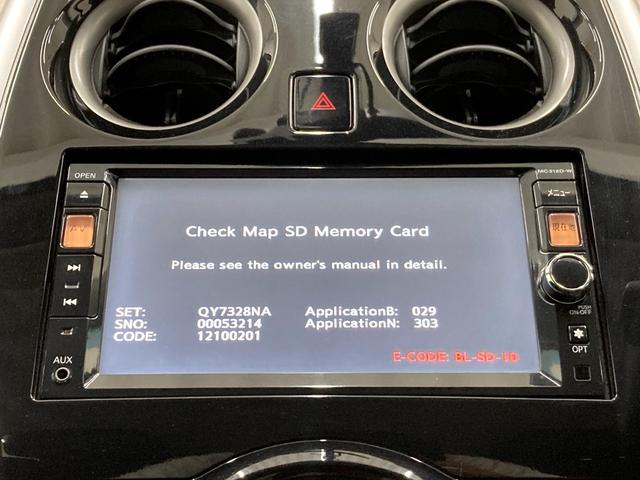 OPEN
MC-315D-W
メニュー
現在地
Check Map SD Memory Card
Please see the owner's manual in detail.
SET: QY7328NA ApplicationB: 029
SNO: 00053214 ApplicationN: 303
CODE: 12100201
E-CODE: BL-SD-10
PUSH
ON-OFF
AUX
OPT